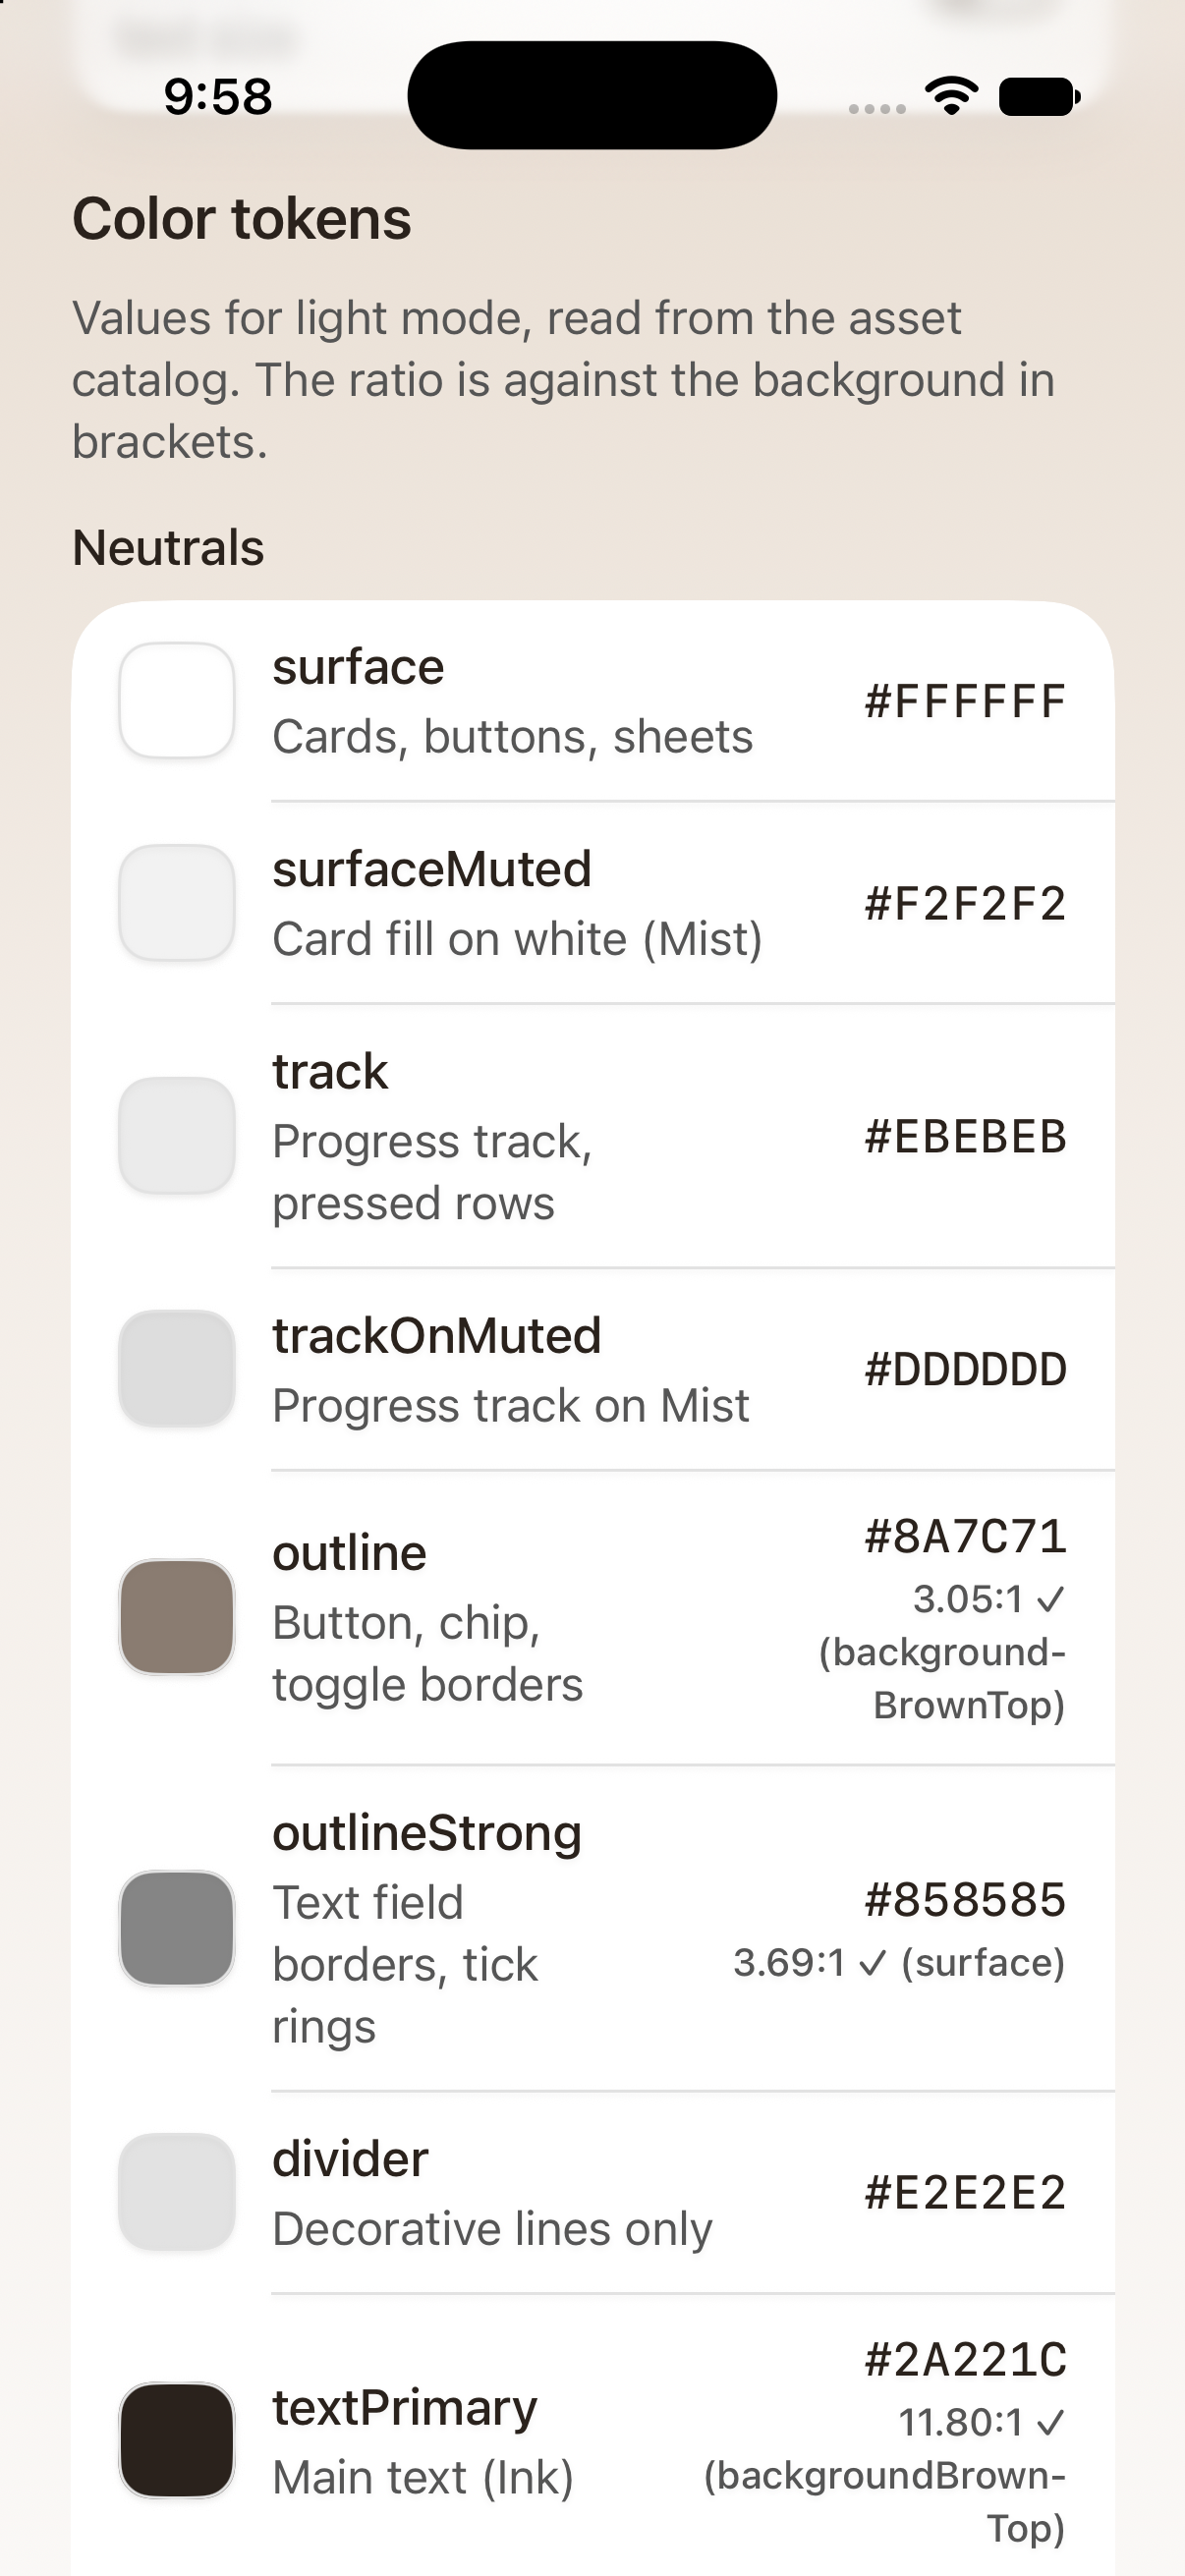 9:58
Color tokens
Values for light mode, read from the asset
catalog. The ratio is against the background in
brackets.
Neutrals
surface
Cards, buttons, sheets
#FFFFFF
surfaceMuted
Card fill on white (Mist)
#F2F2F2
track
Progress track,
pressed rows
#EBEBEB
trackOnMuted
Progress track on Mist
#DDDDDD
outline
Button, chip,
toggle borders
#8A7C71
3.05:1 ✓
(background-
BrownTop)
outlineStrong
Text field
borders, tick
rings
#858585
3.69:1 ✓ (surface)
divider
Decorative lines only
#E2E2E2
textPrimary
Main text (Ink)
#2A221C
11.80:1 ✓
(backgroundBrown-
Top)